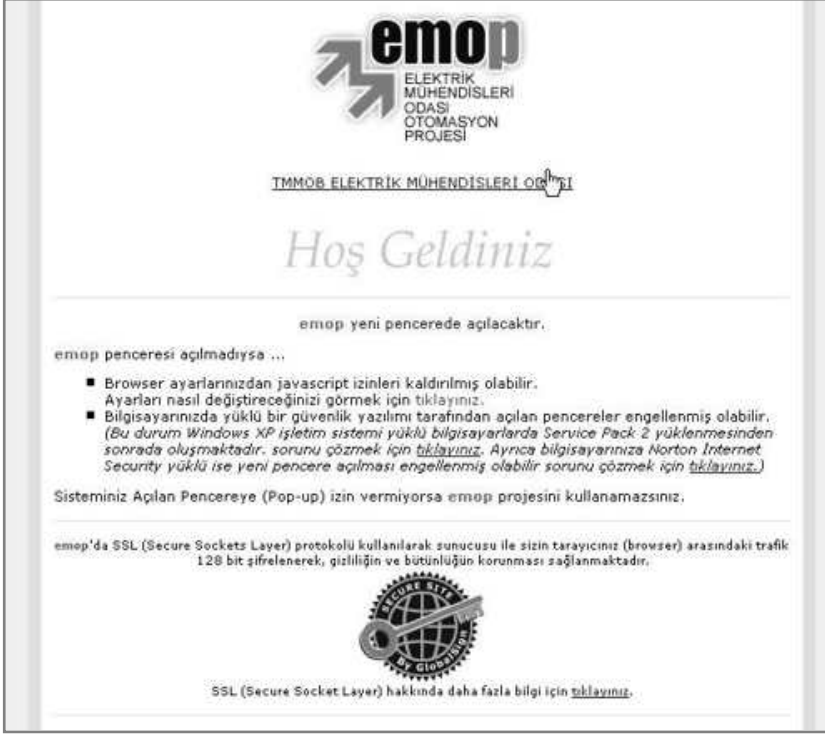 emop
ELEKTRİK
MÜHENDİSLERİ
ODASI
OTOMASYON
PROJESİ
TMMOB ELEKTRİK MÜHENDİSLERİ
Hoş Geldiniz
emop yeni pencerede açılacaktır.
emop penceresi açılmadıysa ...
■ Browser ayarlarınızdan javascript izinleri kaldırılmış olabilir.
Ayarları nasıl değiştireceğinizi görmek için tıklayınız.
■ Bilgisayarınızda yüklü bir güvenlik yazılımı tarafından açılan pencereler engellenmiş olabilir.
(Bu durum Windows XP işletim sistemi yüklü bilgisayarlarda Service Pack 2 yüklenmesinden
sonrada oluşmaktadır. sorunu çözmek için tıklayınız. Ayrıca bilgisayarınıza Norton İnternet
Security yüklü ise yeni pencere açılması engellenmiş olabilir sorunu çözmek için tıklayınız.)
Sisteminiz Açılan Pencereye (Pop-up) izin vermiyorsa emop projesini kullanamazsınız.
emop'da SSL (Secure Sockets Layer) protokolü kullanılarak sunucusu ile sizin tarayıcınız (browser) arasındaki trafik
128 bit şifrelenerek, gizliliğin ve bütünlüğün korunması sağlanmaktadır.
SECURE SITE
By GlobalSign
SSL (Secure Socket Layer) hakkında daha fazla bilgi için tıklayınız.